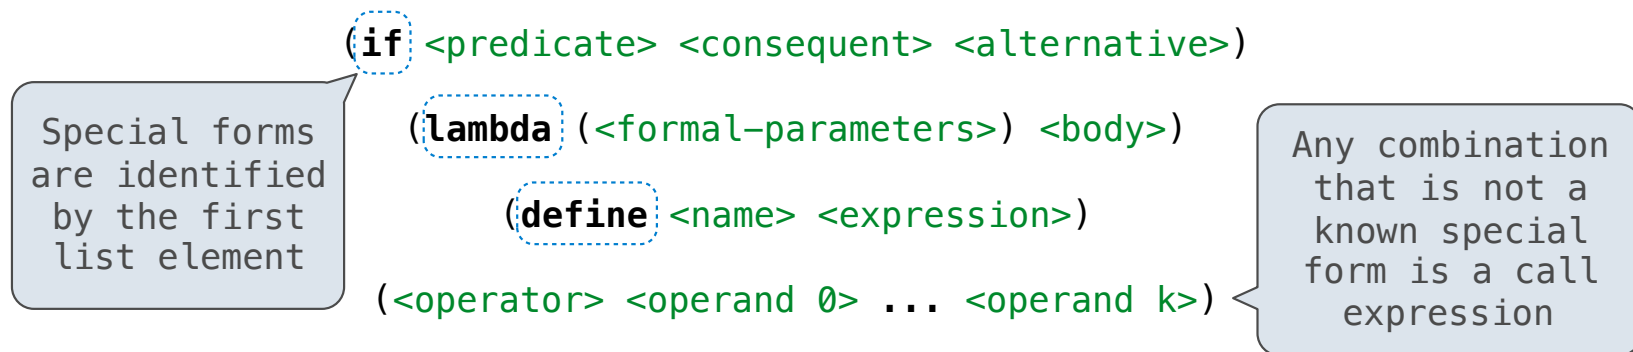 (if <predicate> <consequent> <alternative>)
Special forms
are identified
by the first
list element
(lambda (<formal-parameters>) <body>)
(define <name> <expression>)
(<operator> <operand 0> ... <operand k>)
Any combination
that is not a
known special
form is a call
expression